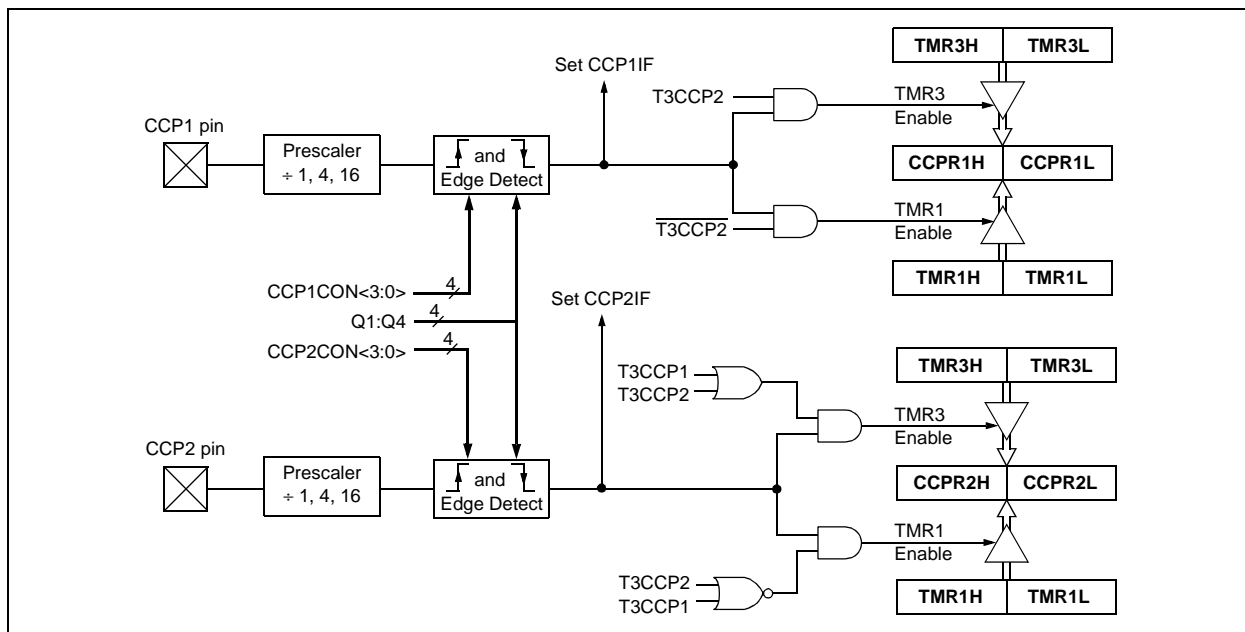 TMR3H TMR3L
Set CCP1IF
T3CCP2
TMR3
Enable
CCP1 pin
Prescaler
÷ 1, 4, 16
and
Edge Detect
CCPR1H CCPR1L
T3CCP2
TMR1
Enable
TMR1H TMR1L
CCP1CON<3:0>
4
Q1:Q4
4
CCP2CON<3:0>
4
Set CCP2IF
TMR3H TMR3L
T3CCP1
T3CCP2
TMR3
Enable
CCP2 pin
Prescaler
÷ 1, 4, 16
and
Edge Detect
CCPR2H CCPR2L
TMR1
Enable
T3CCP2
T3CCP1
TMR1H TMR1L